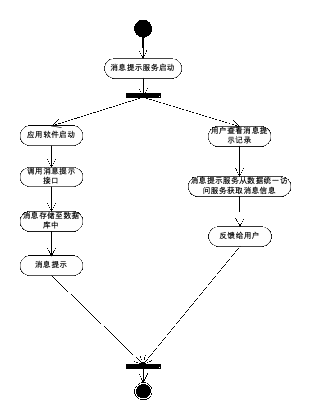 消息提示服务启动
应用软件启动
用户查看消息提
示记录
调用消息提示
接口
消息提示服务从数据统一访
问服务获取消息信息
消息存储至数据
库中
反馈给用户
消息提示